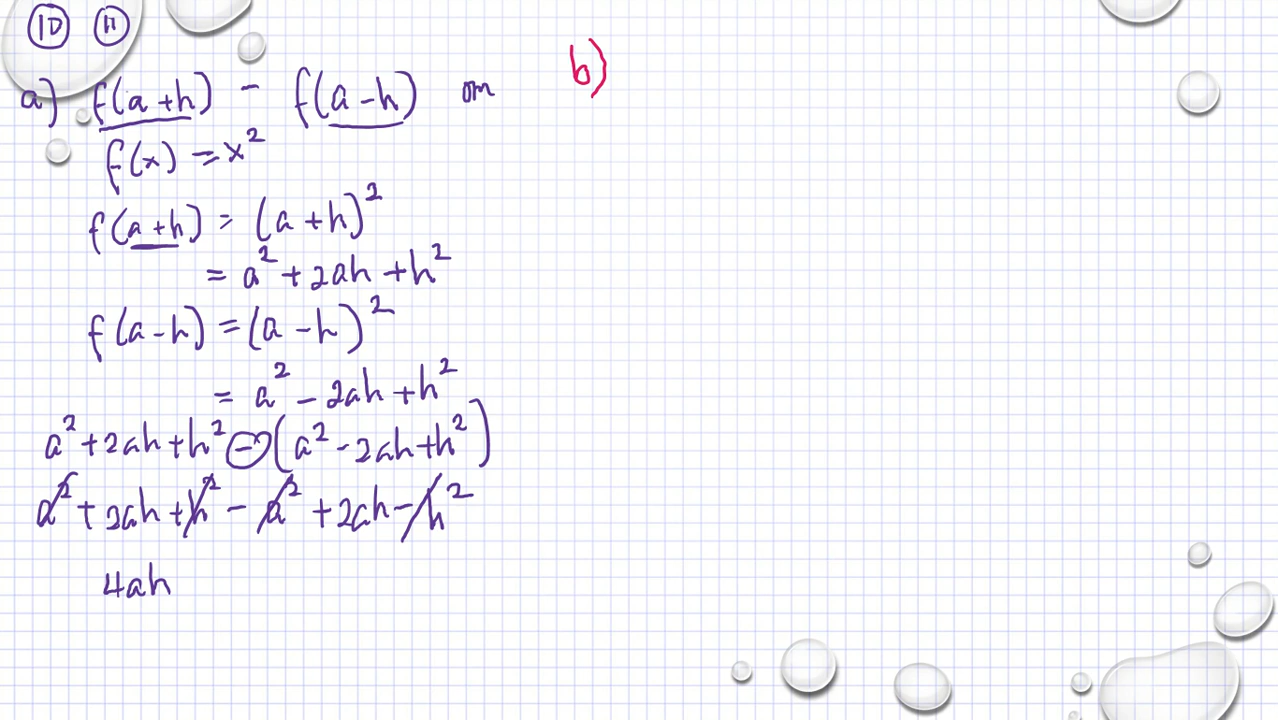 10 11
a) f(a+h) - f(a-h) om
f(x) = x²
f(a+h) = (a+h)²
= a² + 2ah + h²
f(a-h) = (a-h)²
= a² - 2ah + h²
a² + 2ah + h² - (a² - 2ah + h²)
a² + 2ah + h² - a² + 2ah - h²
4ah
b)